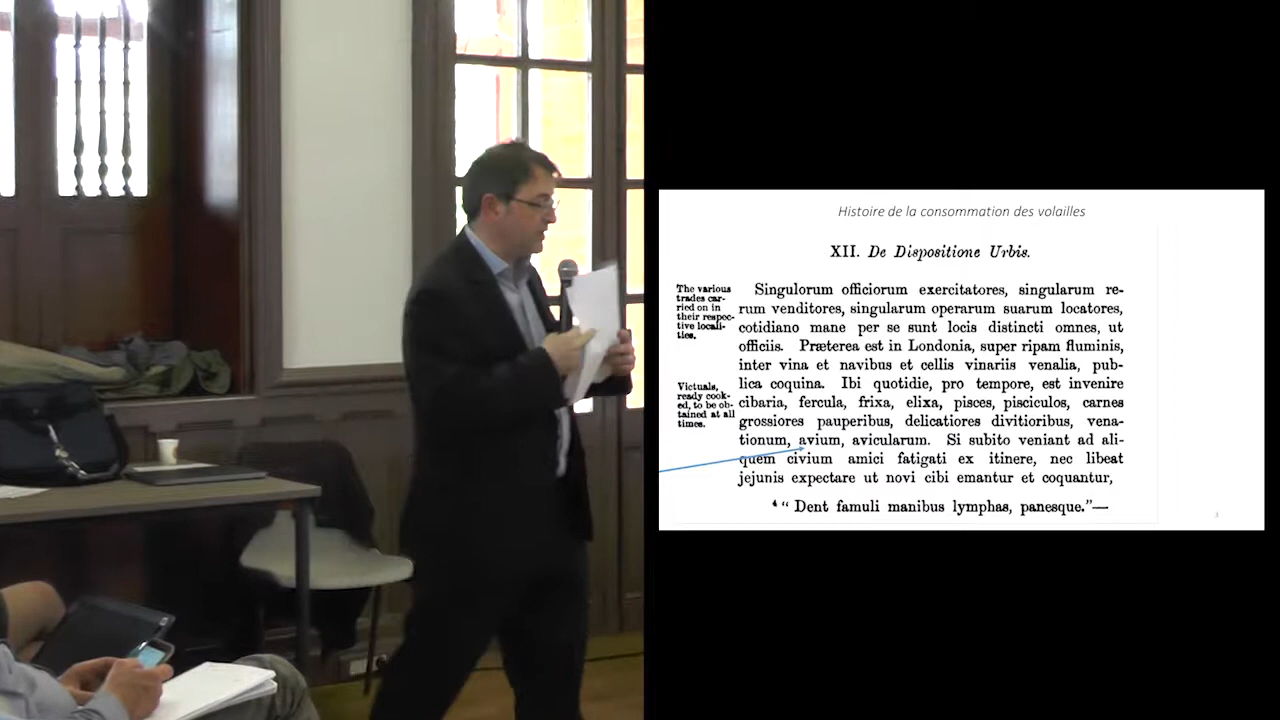 Histoire de la consommation des volailles
XII. De Dispositione Urbis.
The various
trades car-
ried on in
their respec-
tive locali-
ties.
Singulorum officiorum exercitatores, singularum re-
rum venditores, singularum operarum suarum locatores,
cotidiano mane per se sunt locis distincti omnes, ut
officiis. Præterea est in Londonia, super ripam fluminis,
inter vina et navibus et cellis vinariis venalia, pub-
lica coquina. Ibi quotidie, pro tempore, est invenire
Victuals,
ready cook-
ed, to be ob-
tained at all
times.
cibaria, fercula, frixa, elixa, pisces, pisciculos, carnes
grossiores pauperibus, delicatiores divitioribus, vena-
tionum, avium, avicularum. Si subito veniant ad ali-
quem civium amici fatigati ex itinere, nec libeat
jejunis expectare ut novi cibi emantur et coquantur,
"Dent famuli manibus lymphas, panesque."—